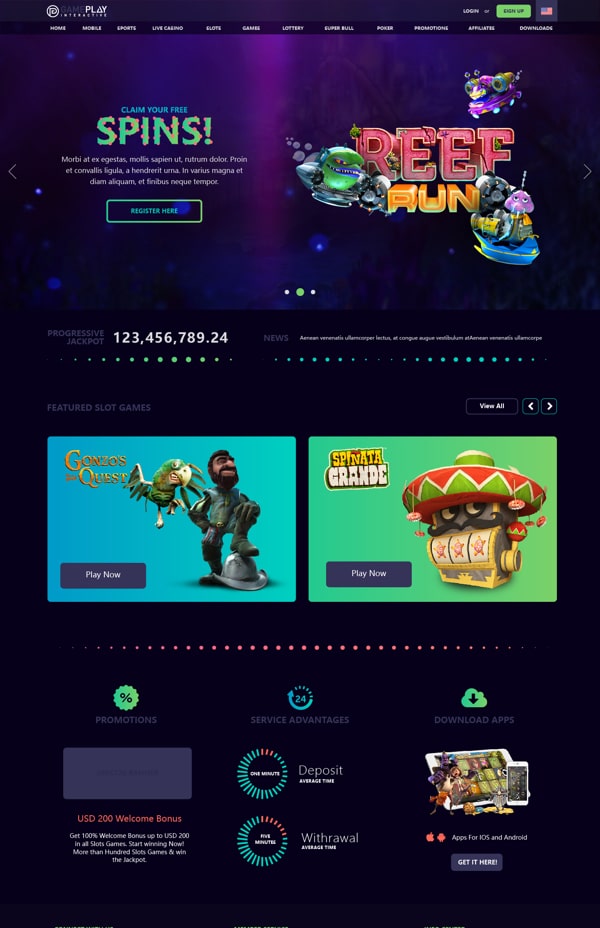 GAMEPLAY
INTERACTIVE
LOGIN or SIGN UP
HOME MOBILE EPORTS LIVE CASINO SLOTS GAMES LOTTERY SUPER BULL POKER PROMOTIONS AFFILIATES DOWNLOADS
CLAIM YOUR FREE
SPINS!
Morbi at ex egestas, mollis sapien ut, rutrum dolor. Proin
et convallis ligula, a hendrerit urna. In varius magna et
diam aliquam, et finibus neque tempor.
REGISTER HERE
REEF
RUN
PROGRESSIVE
JACKPOT
123,456,789.24
NEWS
Aenean venenatis ullamcorper lectus, at congue augue vestibulum atAenean venenatis ullamcorpe
FEATURED SLOT GAMES
View All
GONZO'S
QUEST
Play Now
SPINATA
GRANDE
Play Now
%
PROMOTIONS
USD 200 Welcome Bonus
Get 100% Welcome Bonus up to USD 200
in all Slots Games. Start winning Now!
More than Hundred Slots Games & win
the Jackpot.
24
SERVICE ADVANTAGES
ONE MINUTE
Deposit
AVERAGE TIME
FIVE
MINUTES
Withrawal
AVERAGE TIME
DOWNLOAD APPS
Apps For IOS and Android
GET IT HERE!